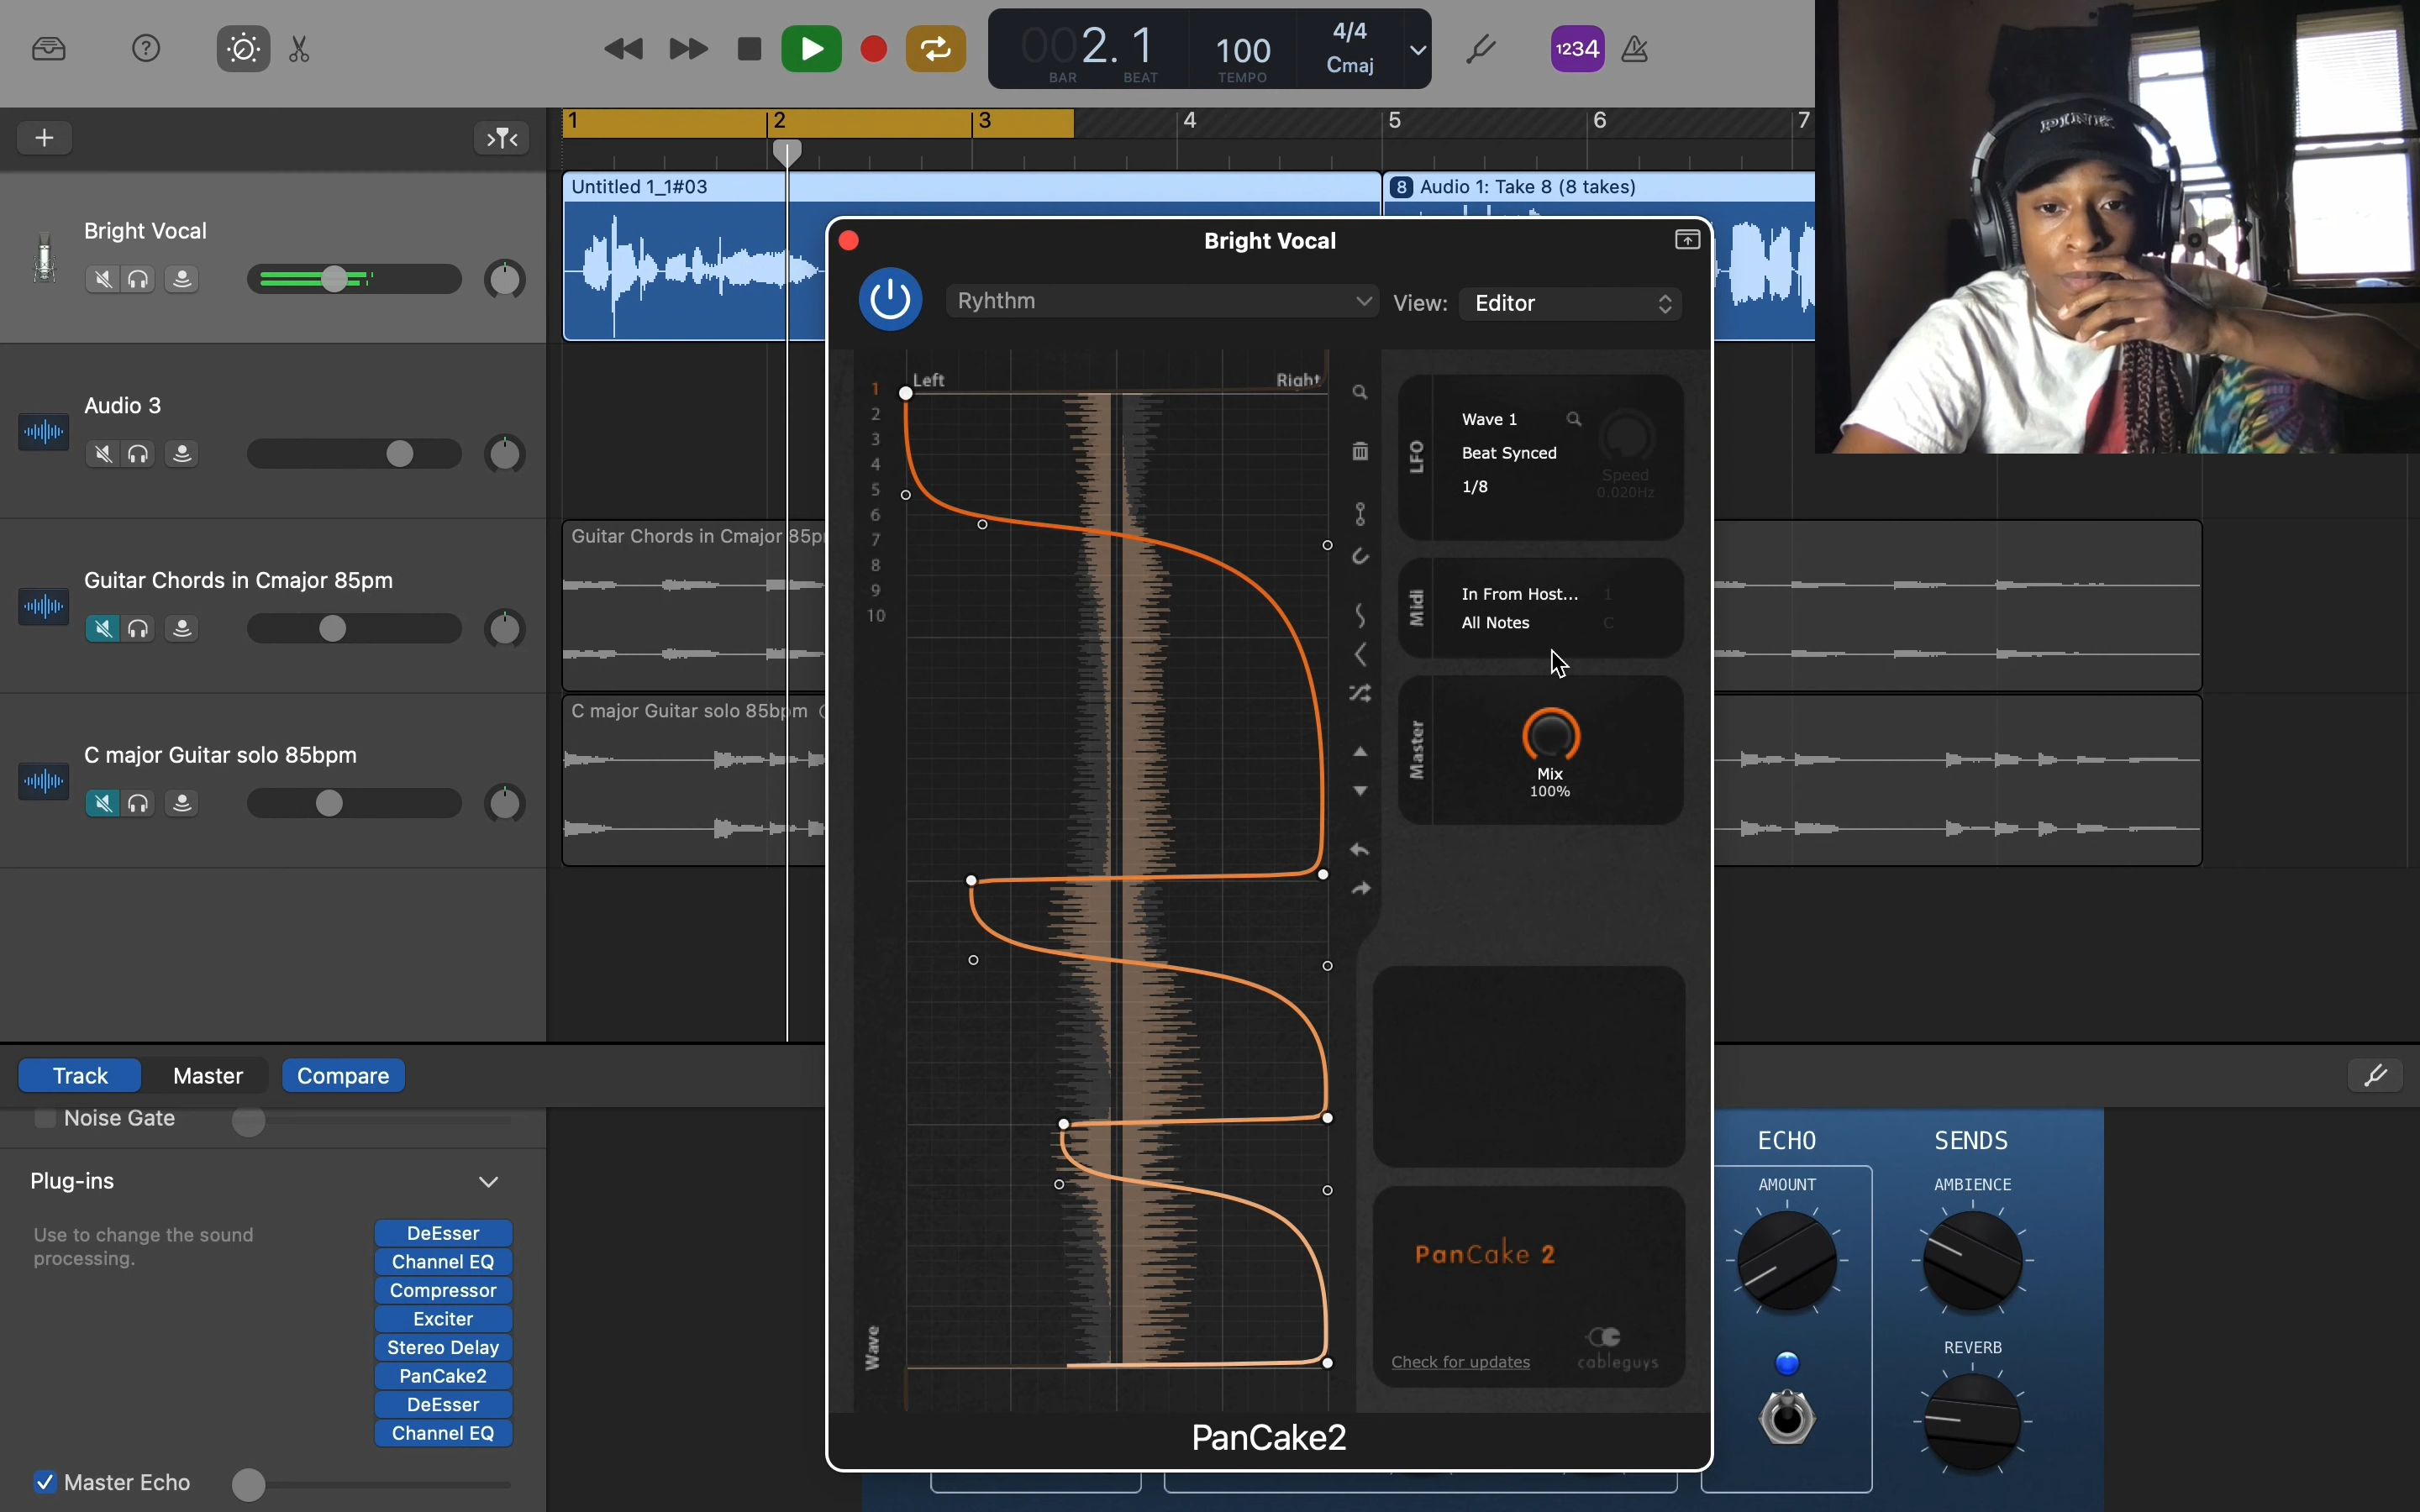 002. 1
BAR BEAT
100
TEMPO
4/4
Cmaj
1234
PINK
1 2 3 4 5 6 7
Untitled 1_1#03
8 Audio 1: Take 8 (8 takes)
Bright Vocal
Audio 3
Guitar Chords in Cmajor 85pm
C major Guitar solo 85bpm
Guitar Chords in Cmajor 85p
C major Guitar solo 85bpm
Bright Vocal
Ryhthm
View: Editor
Left Right
1
2
3
4
5
6
7
8
9
10
Wave
LFO
Wave 1
Beat Synced
1/8
Speed
0.020Hz
Midi
In From Host... 1
All Notes C
Master
Mix
100%
PanCake 2
Check for updates
cableguys
PanCake2
Track Master Compare
Noise Gate
Plug-ins
Use to change the sound
processing.
DeEsser
Channel EQ
Compressor
Exciter
Stereo Delay
PanCake2
DeEsser
Channel EQ
Master Echo
ECHO
AMOUNT
SENDS
AMBIENCE
REVERB